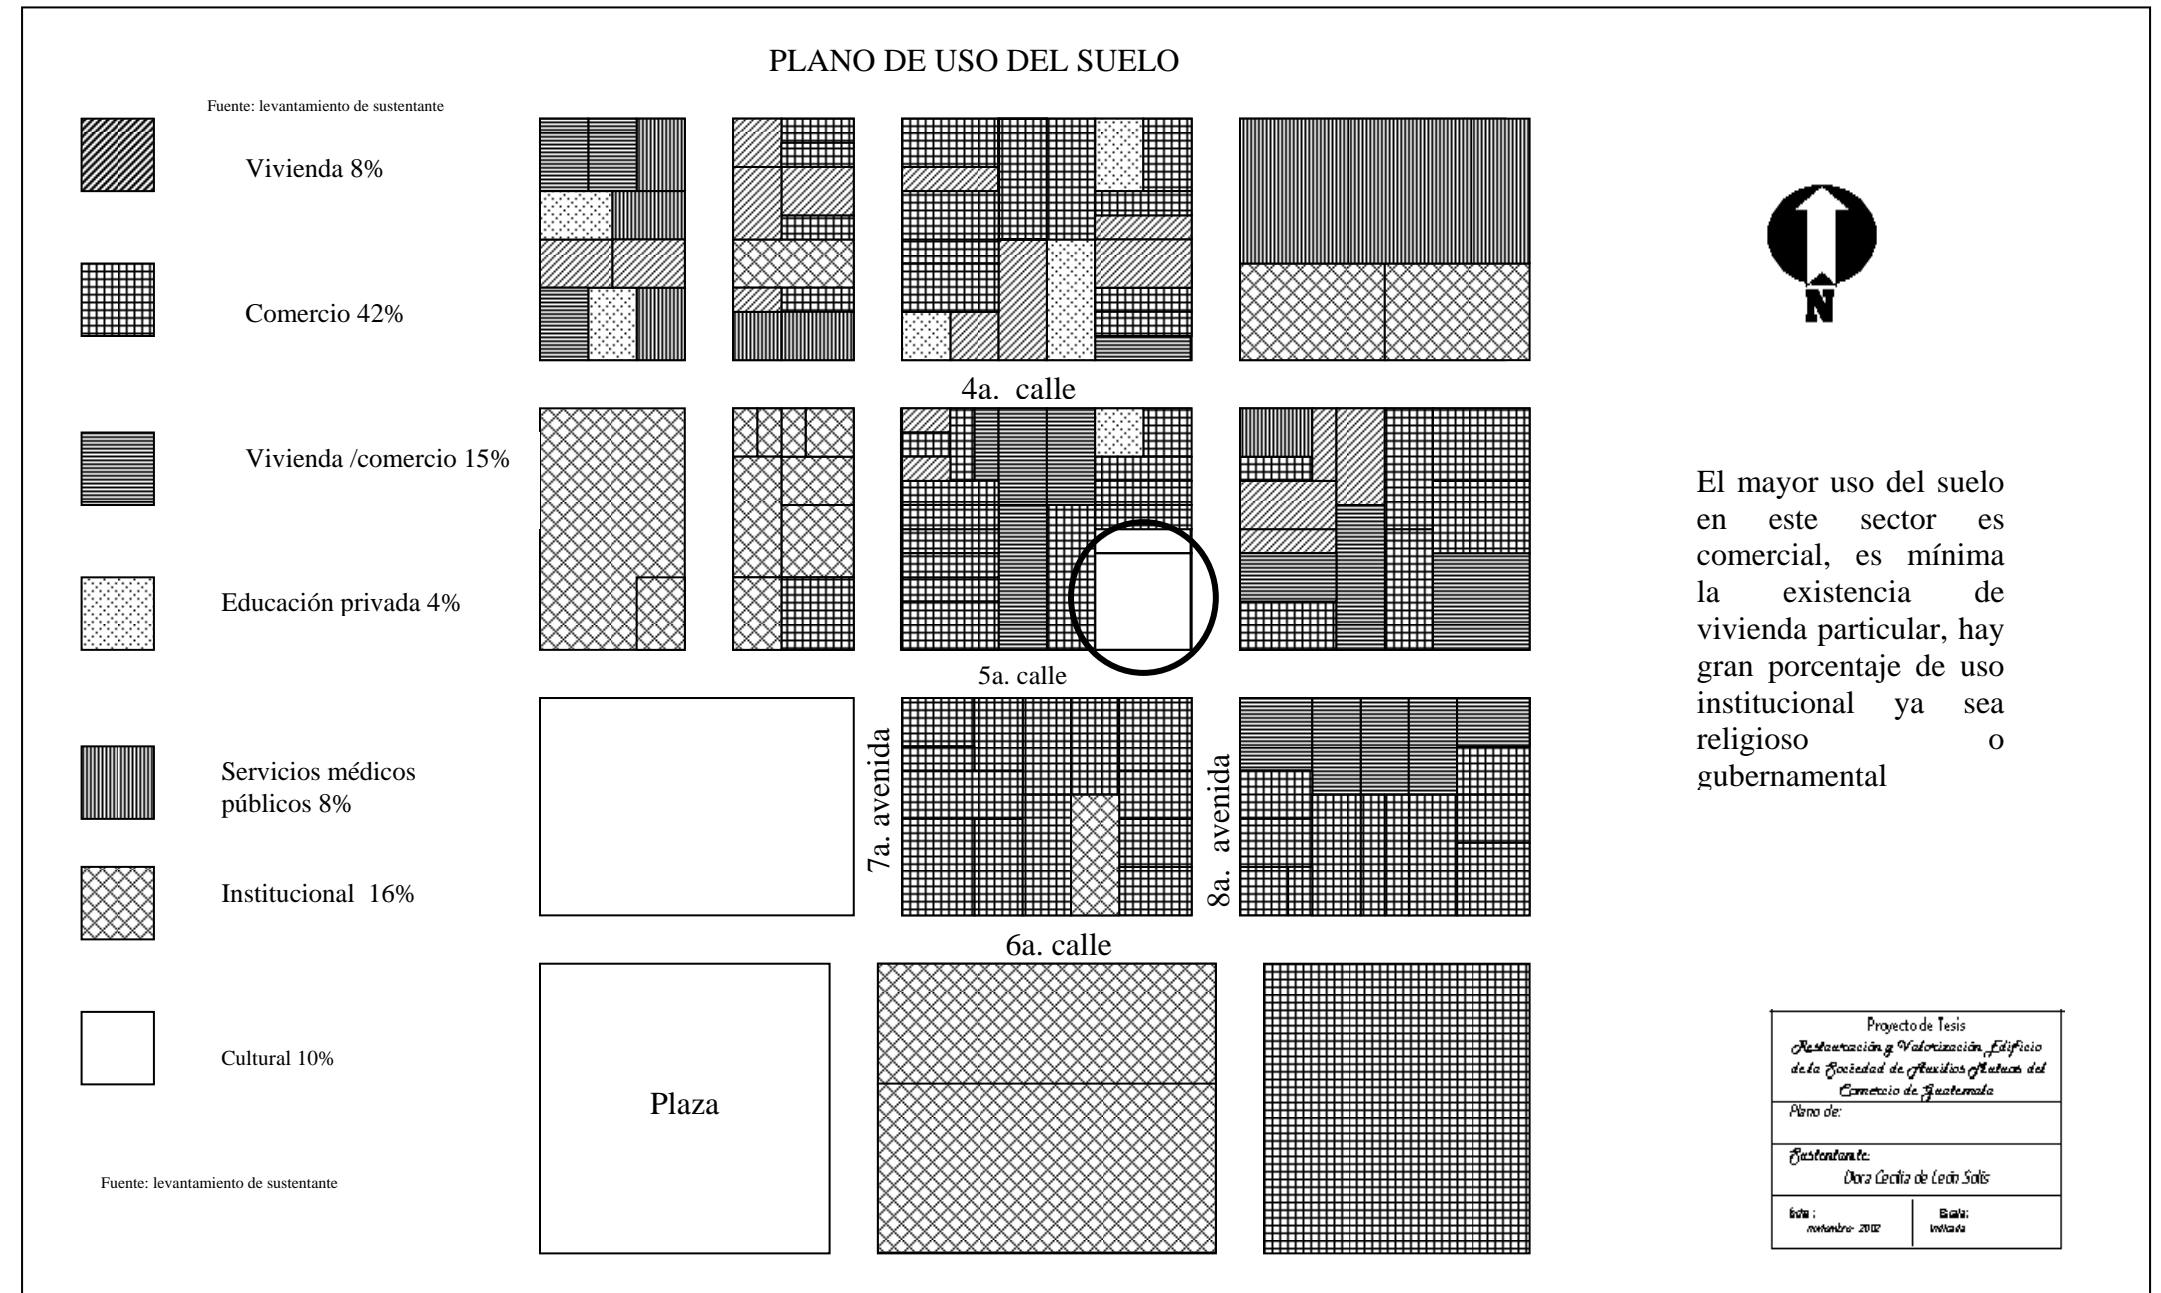 PLANO DE USO DEL SUELO
Fuente: levantamiento de sustentante
Vivienda 8%
Comercio 42%
Vivienda /comercio 15%
Educación privada 4%
Servicios médicos
públicos 8%
Institucional 16%
Cultural 10%
Fuente: levantamiento de sustentante
4a. calle
5a. calle
7a. avenida
8a. avenida
6a. calle
Plaza
N
El mayor uso del suelo
en este sector es
comercial, es mínima
la existencia de
vivienda particular, hay
gran porcentaje de uso
institucional ya sea
religioso o
gubernamental
Proyecto de Tesis
Restauración y Valorización Edificio
de la Sociedad de Auxilios Mutuos del
Comercio de Guatemala
Plano de:
Sustentante:
Dora Cecilia de León Solís
fecha :
noviembre- 2002
Escala:
indicada